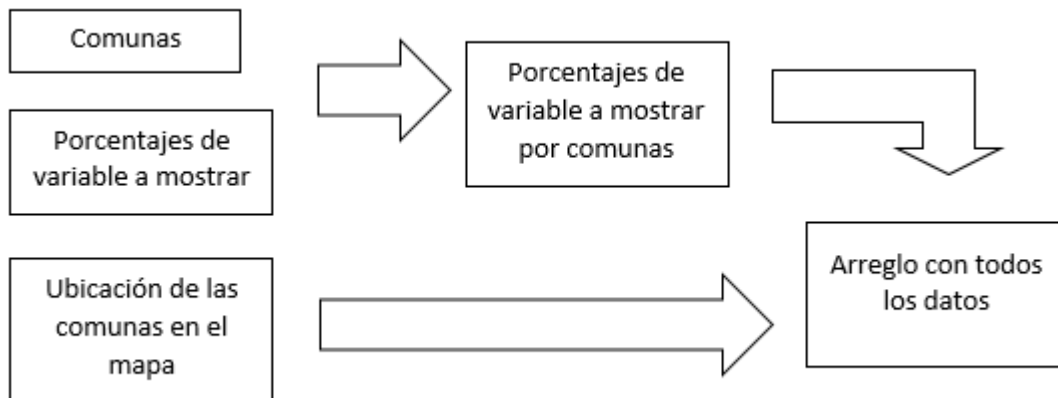 Comunas
Porcentajes de
variable a mostrar
Ubicación de las
comunas en el
mapa
Porcentajes de
variable a mostrar
por comunas
Arreglo con todos
los datos